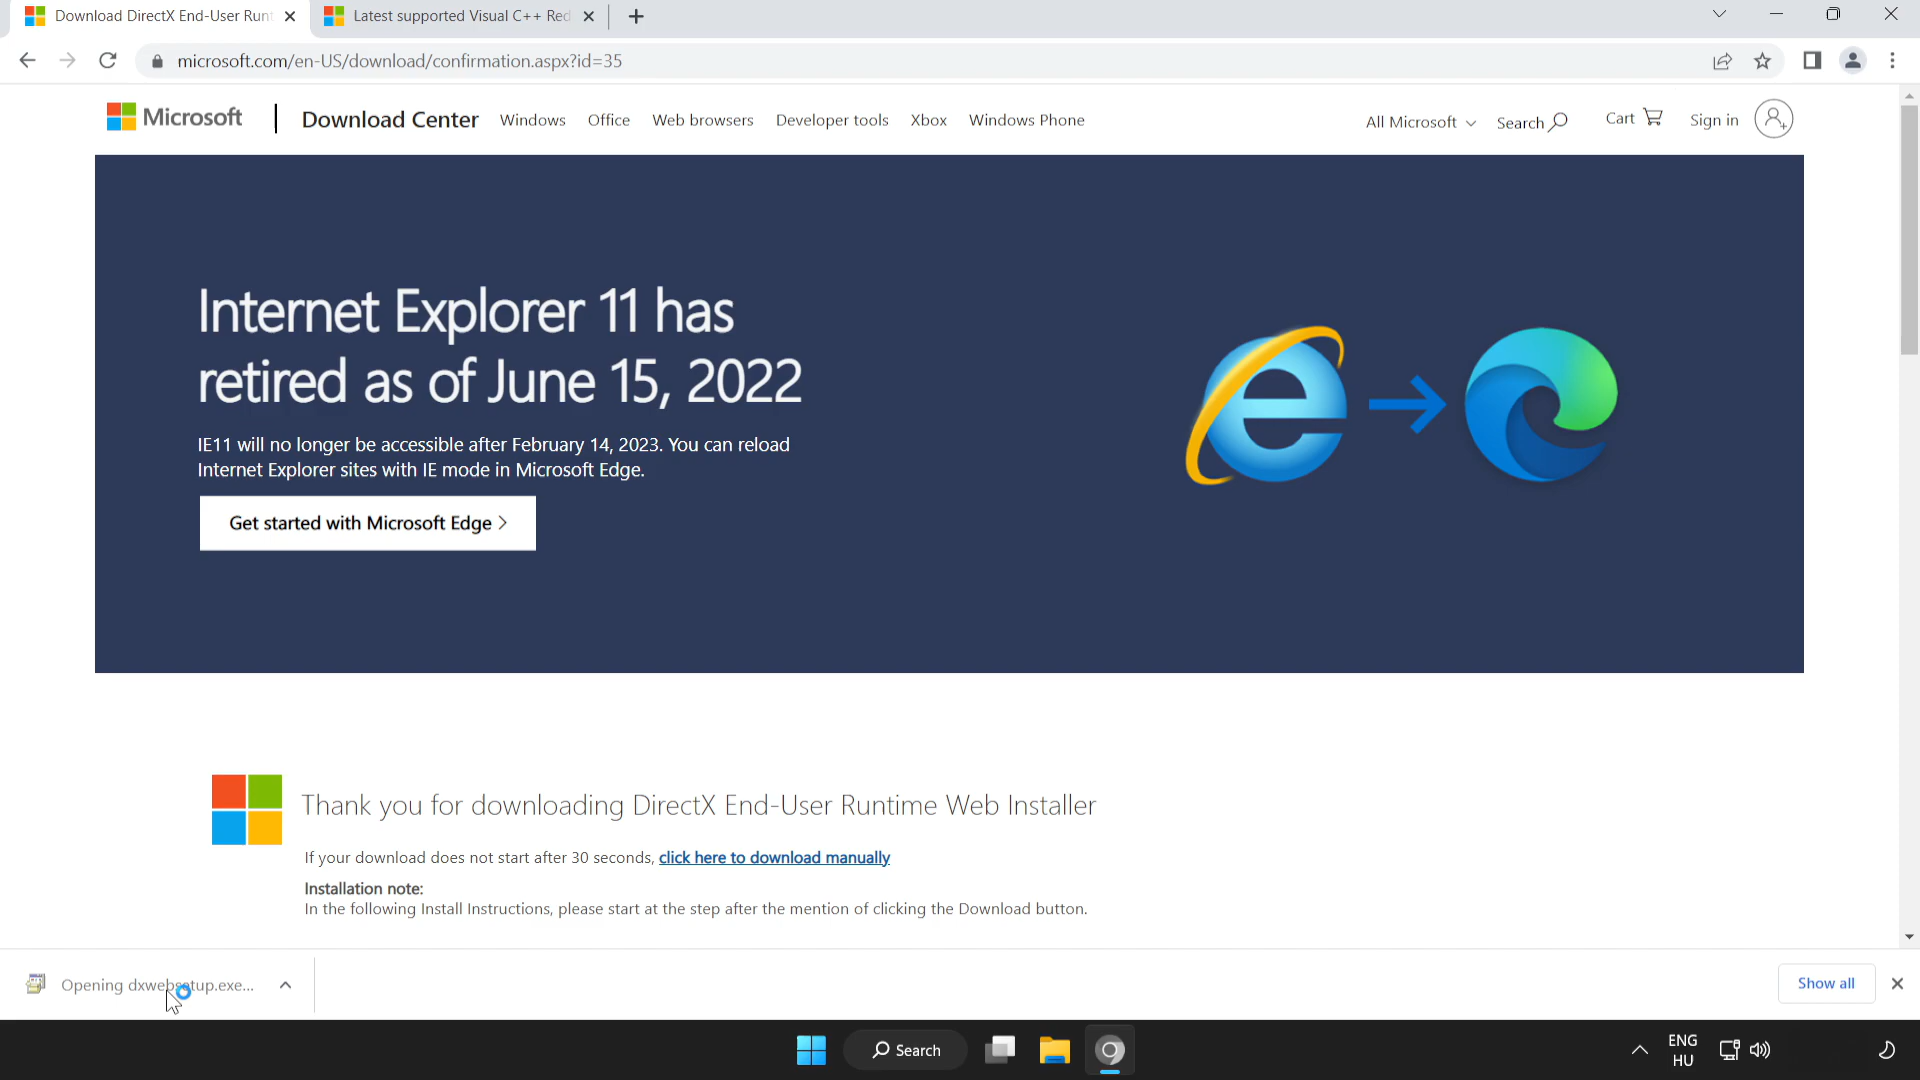 Download DirectX End-User Runt
Latest supported Visual C++ Red
microsoft.com/en-US/download/confirmation.aspx?id=35
Microsoft
Download Center
Windows
Office
Web browsers
Developer tools
Xbox
Windows Phone
All Microsoft
Search
Cart
Sign in
Internet Explorer 11 has
retired as of June 15, 2022
IE11 will no longer be accessible after February 14, 2023. You can reload
Internet Explorer sites with IE mode in Microsoft Edge.
Get started with Microsoft Edge >
Thank you for downloading DirectX End-User Runtime Web Installer
If your download does not start after 30 seconds, click here to download manually
Installation note:
In the following Install Instructions, please start at the step after the mention of clicking the Download button.
Opening dxwebsetup.exe...
Show all
Search
ENG
HU